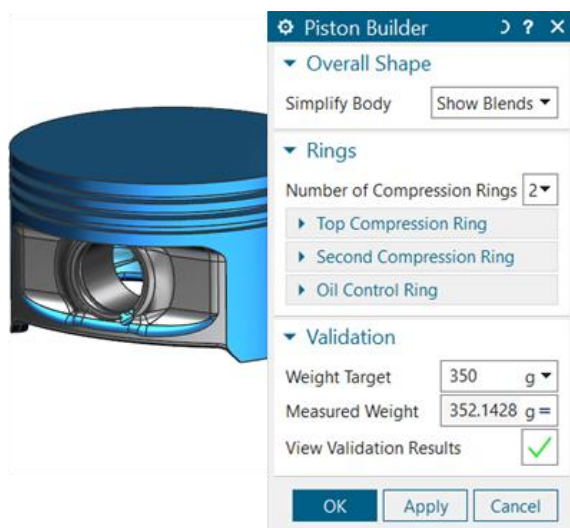 Piston Builder ?
Overall Shape
Simplify Body Show Blends
Rings
Number of Compression Rings 2
Top Compression Ring
Second Compression Ring
Oil Control Ring
Validation
Weight Target 350 g
Measured Weight 352.1428 g =
View Validation Results
OK Apply Cancel